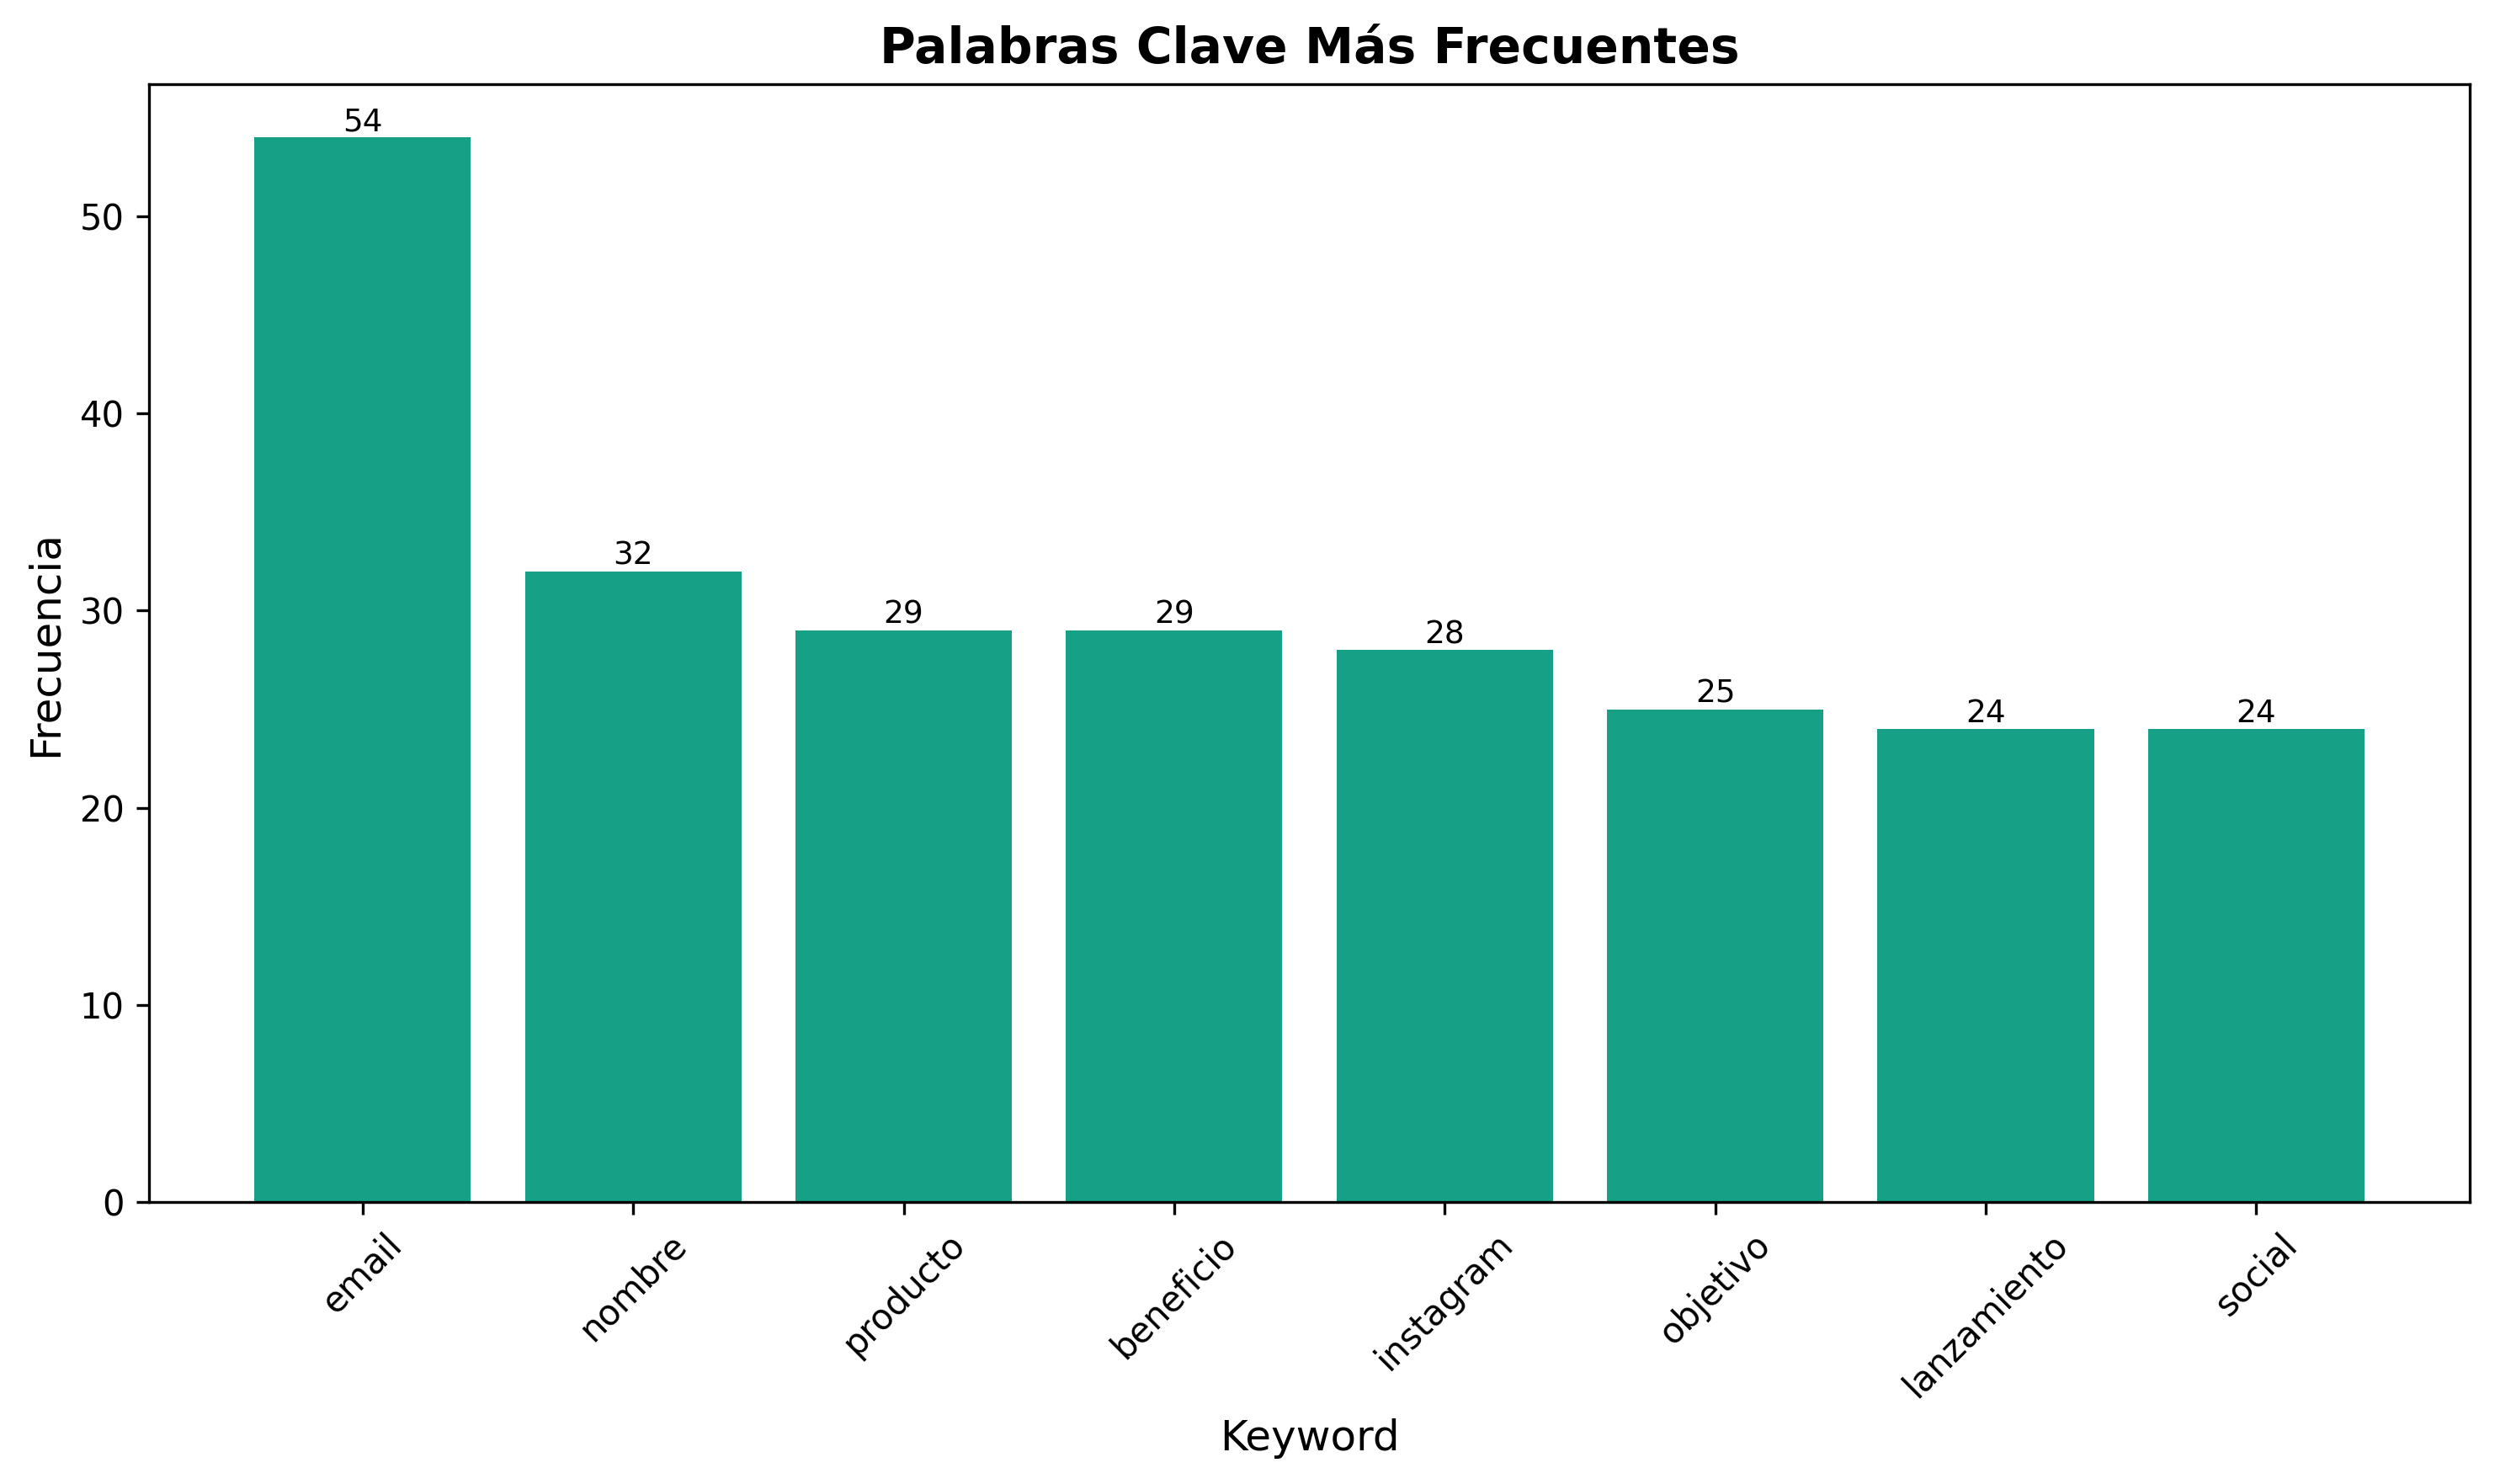 Palabras Clave Más Frecuentes
54
32
29
29
28
25
24
24
Frecuencia
50
40
30
20
10
0
email
nombre
producto
beneficio
instagram
objetivo
lanzamiento
social
Keyword